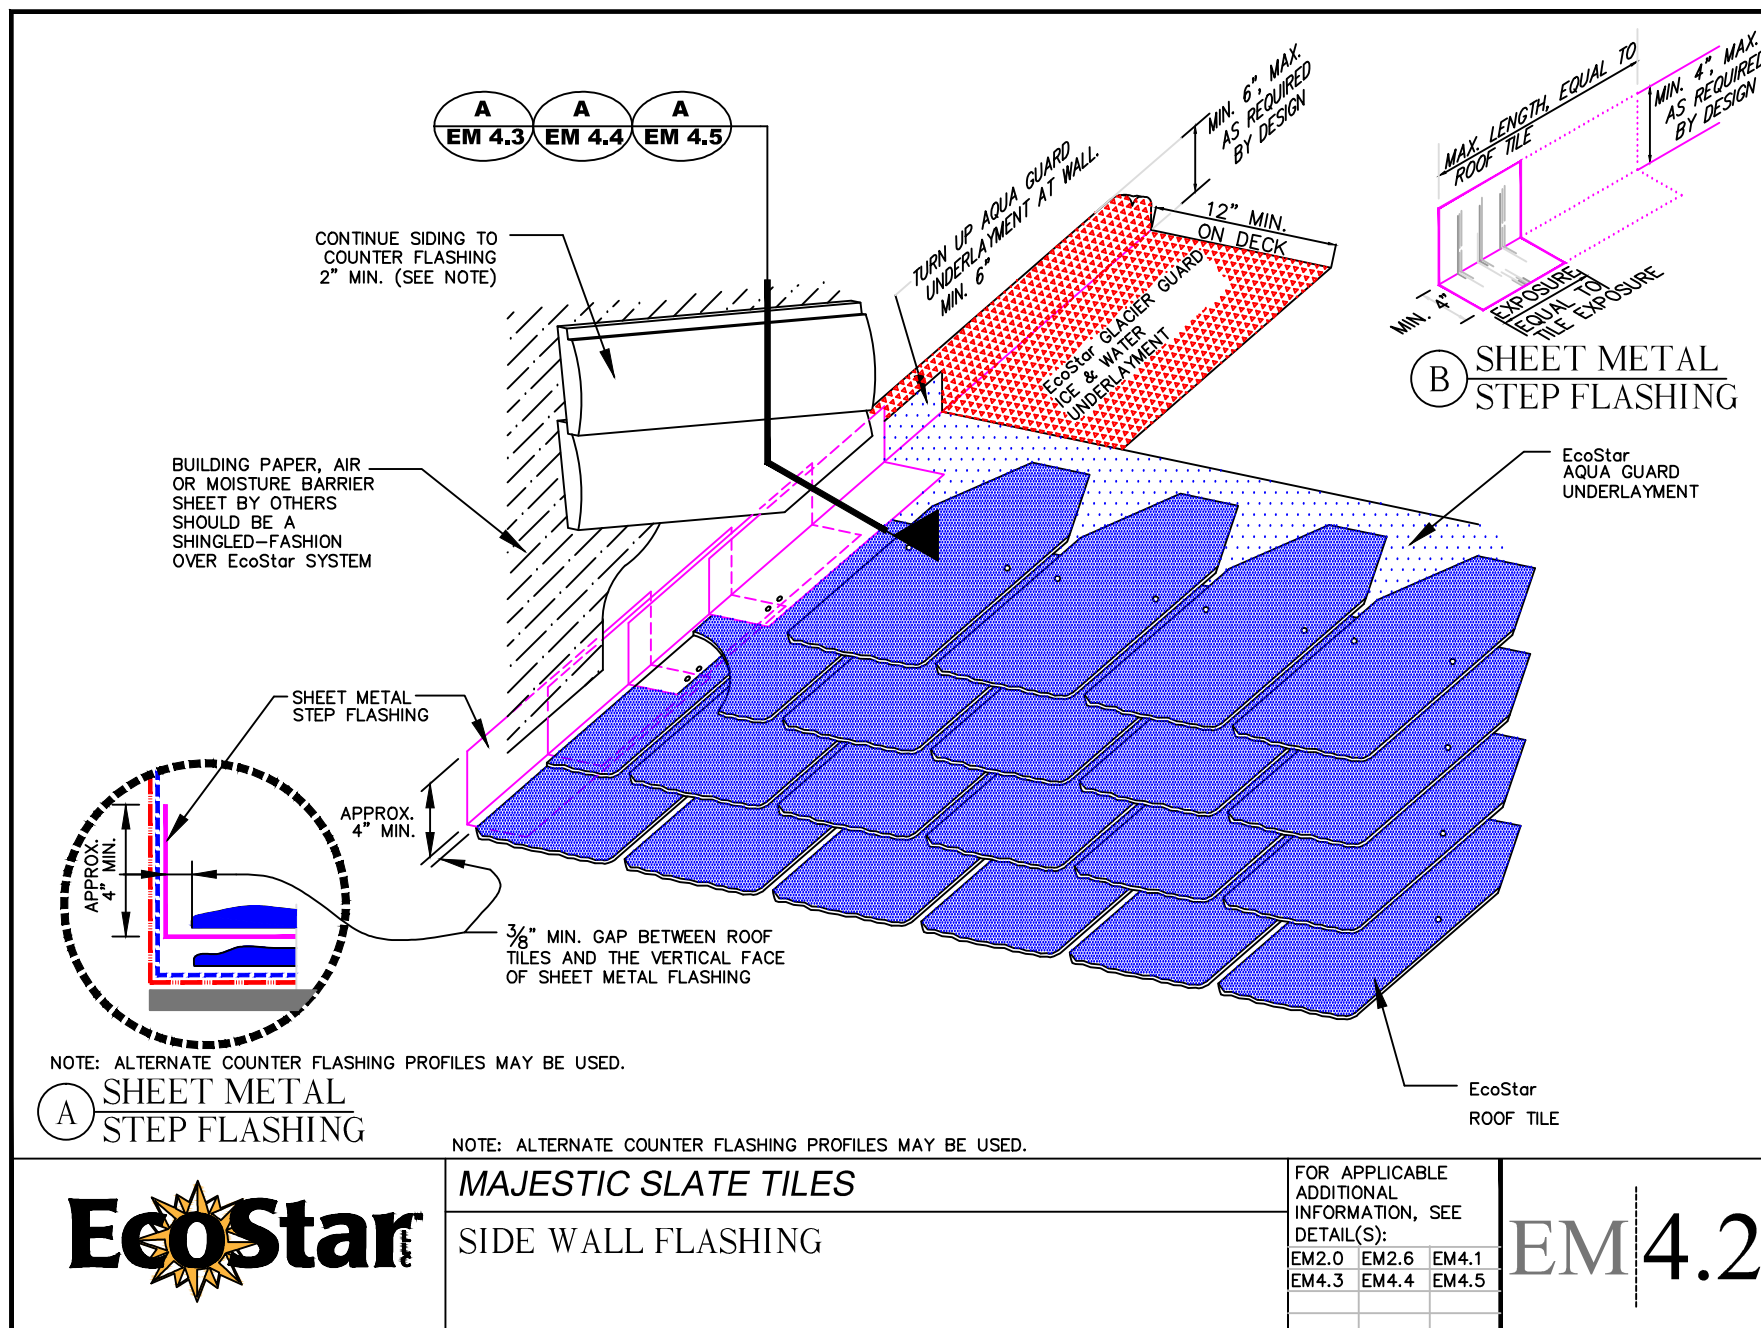 A
EM 4.3
A
EM 4.4
A
EM 4.5
CONTINUE SIDING TO
COUNTER FLASHING
2" MIN. (SEE NOTE)
TURN UP AQUA GUARD
UNDERLAYMENT AT WALL.
MIN. 6"
MIN. 6", MAX.
AS REQUIRED
BY DESIGN
12" MIN.
ON DECK
EcoStar GLACIER GUARD
ICE & WATER
UNDERLAYMENT
MAX. LENGTH, EQUAL TO
ROOF TILE
MIN. 4", MAX.
AS REQUIRED
BY DESIGN
MIN. 4"
EXPOSURE
EQUAL TO
TILE EXPOSURE
B
SHEET METAL
STEP FLASHING
BUILDING PAPER, AIR
OR MOISTURE BARRIER
SHEET BY OTHERS
SHOULD BE A
SHINGLED-FASHION
OVER EcoStar SYSTEM
EcoStar
AQUA GUARD
UNDERLAYMENT
SHEET METAL
STEP FLASHING
APPROX.
4" MIN.
APPROX.
4" MIN.
3/8" MIN. GAP BETWEEN ROOF
TILES AND THE VERTICAL FACE
OF SHEET METAL FLASHING
NOTE: ALTERNATE COUNTER FLASHING PROFILES MAY BE USED.
A
SHEET METAL
STEP FLASHING
EcoStar
ROOF TILE
NOTE: ALTERNATE COUNTER FLASHING PROFILES MAY BE USED.
EcoStar
MAJESTIC SLATE TILES
SIDE WALL FLASHING
FOR APPLICABLE
ADDITIONAL
INFORMATION, SEE
DETAIL(S):
EM2.0 EM2.6 EM4.1
EM4.3 EM4.4 EM4.5
EM 4.2